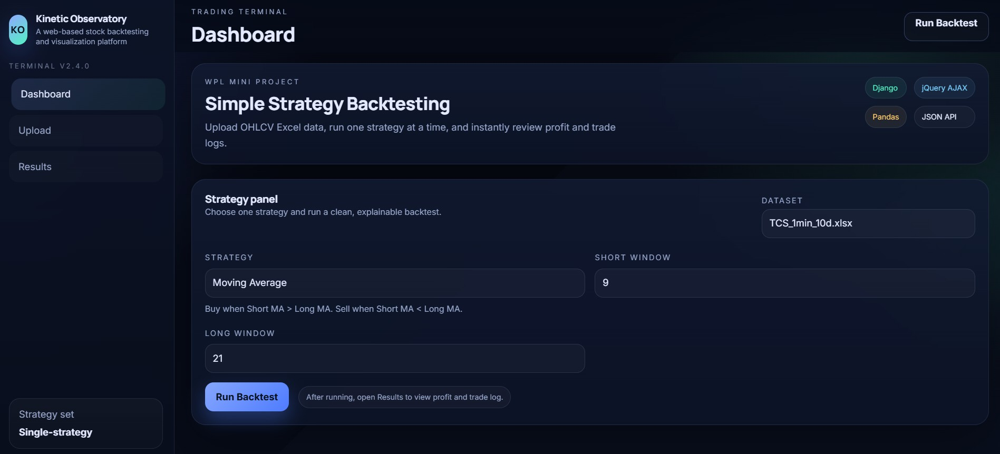 KO
Kinetic Observatory
A web-based stock backtesting
and visualization platform
TERMINAL V2.4.0
Dashboard
Upload
Results
Strategy set
Single-strategy
TRADING TERMINAL
Dashboard
Run Backtest
WPL MINI PROJECT
Simple Strategy Backtesting
Upload OHLCV Excel data, run one strategy at a time, and instantly review profit and trade
logs.
Django
jQuery AJAX
Pandas
JSON API
Strategy panel
Choose one strategy and run a clean, explainable backtest.
DATASET
TCS_1min_10d.xlsx
STRATEGY
Moving Average
Buy when Short MA > Long MA. Sell when Short MA < Long MA.
SHORT WINDOW
9
LONG WINDOW
21
Run Backtest
After running, open Results to view profit and trade log.